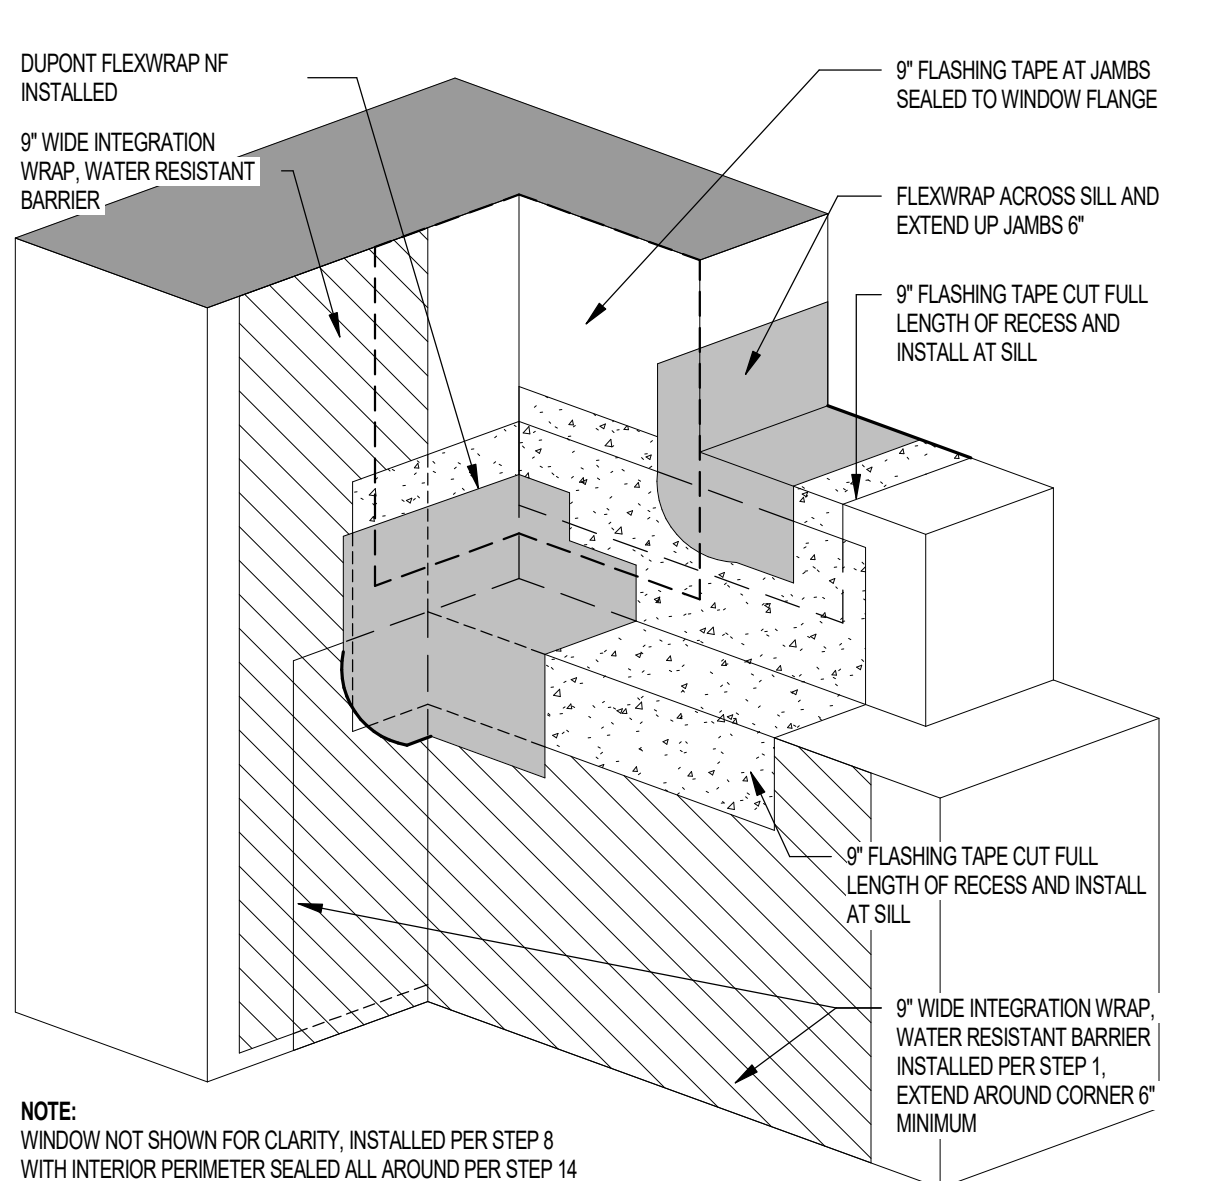 DUPONT FLEXWRAP NF
INSTALLED
9" WIDE INTEGRATION
WRAP, WATER RESISTANT
BARRIER
9" FLASHING TAPE AT JAMBS
SEALED TO WINDOW FLANGE
FLEXWRAP ACROSS SILL AND
EXTEND UP JAMBS 6"
9" FLASHING TAPE CUT FULL
LENGTH OF RECESS AND
INSTALL AT SILL
9" FLASHING TAPE CUT FULL
LENGTH OF RECESS AND INSTALL
AT SILL
9" WIDE INTEGRATION WRAP,
WATER RESISTANT BARRIER
INSTALLED PER STEP 1,
EXTEND AROUND CORNER 6"
MINIMUM
NOTE:
WINDOW NOT SHOWN FOR CLARITY, INSTALLED PER STEP 8
WITH INTERIOR PERIMETER SEALED ALL AROUND PER STEP 14